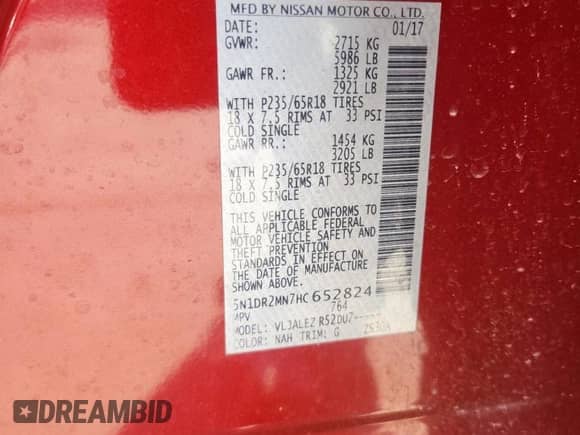 MFD BY NISSAN MOTOR CO., LTD.
DATE: 01/17
GVWR: 2715 KG
5986 LB
GAWR FR.: 1325 KG
2921 LB
WITH P235/65R18 TIRES
18 X 7.5 RIMS AT 33 PSI
COLD SINGLE
GAWR RR.: 1454 KG
3205 LB
WITH P235/65R18 TIRES
18 X 7.5 RIMS AT 33 PSI
COLD SINGLE
THIS VEHICLE CONFORMS TO
ALL APPLICABLE FEDERAL
MOTOR VEHICLE SAFETY AND
THEFT PREVENTION
STANDARDS IN EFFECT ON
THE DATE OF MANUFACTURE
SHOWN ABOVE.
5N1DR2MN7HC652824
MPV 764
MODEL:
COLOR: NAH TRIM: G
DREAMBID